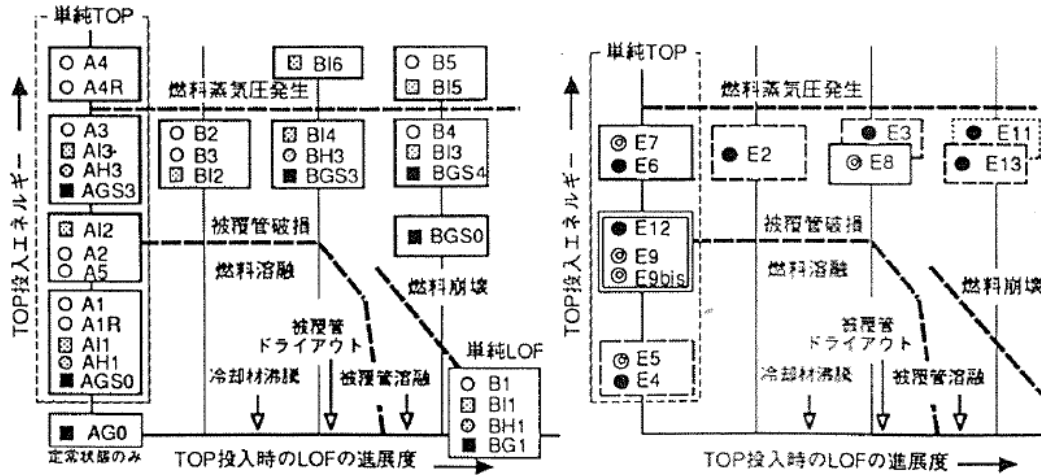 単純TOP
A4
A4R
BI6
B5
BI5
燃料蒸気圧発生
A3
AI3
AH3
AGS3
B2
B3
BI2
BI4
BH3
BGS3
B4
BI3
BGS4
AI2
A2
A5
被覆管破損
燃料溶融
BGS0
燃料崩壊
A1
A1R
AI1
AH1
AGS0
被覆管
ドライアウト
冷却材沸騰
被覆管溶融
単純LOF
B1
BI1
BH1
BG1
AG0
定常状態のみ
TOP投入エネルギー
TOP投入時のLOFの進展度
単純TOP
燃料蒸気圧発生
E7
E6
E2
E3
E8
E11
E13
E12
E9
E9bis
被覆管破損
燃料溶融
燃料崩壊
E5
E4
被覆管
ドライアウト
冷却材沸騰
被覆管溶融
TOP投入エネルギー
TOP投入時のLOFの進展度